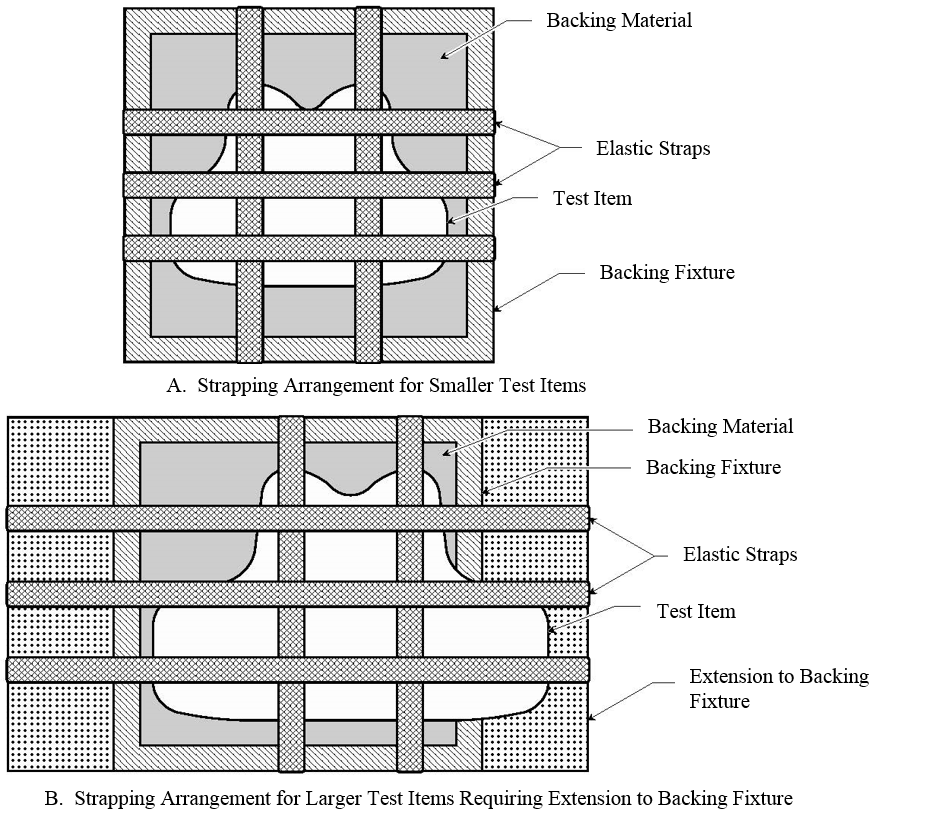 Backing Material
Elastic Straps
Test Item
Backing Fixture
A. Strapping Arrangement for Smaller Test Items
Backing Material
Backing Fixture
Elastic Straps
Test Item
Extension to Backing
Fixture
B. Strapping Arrangement for Larger Test Items Requiring Extension to Backing Fixture